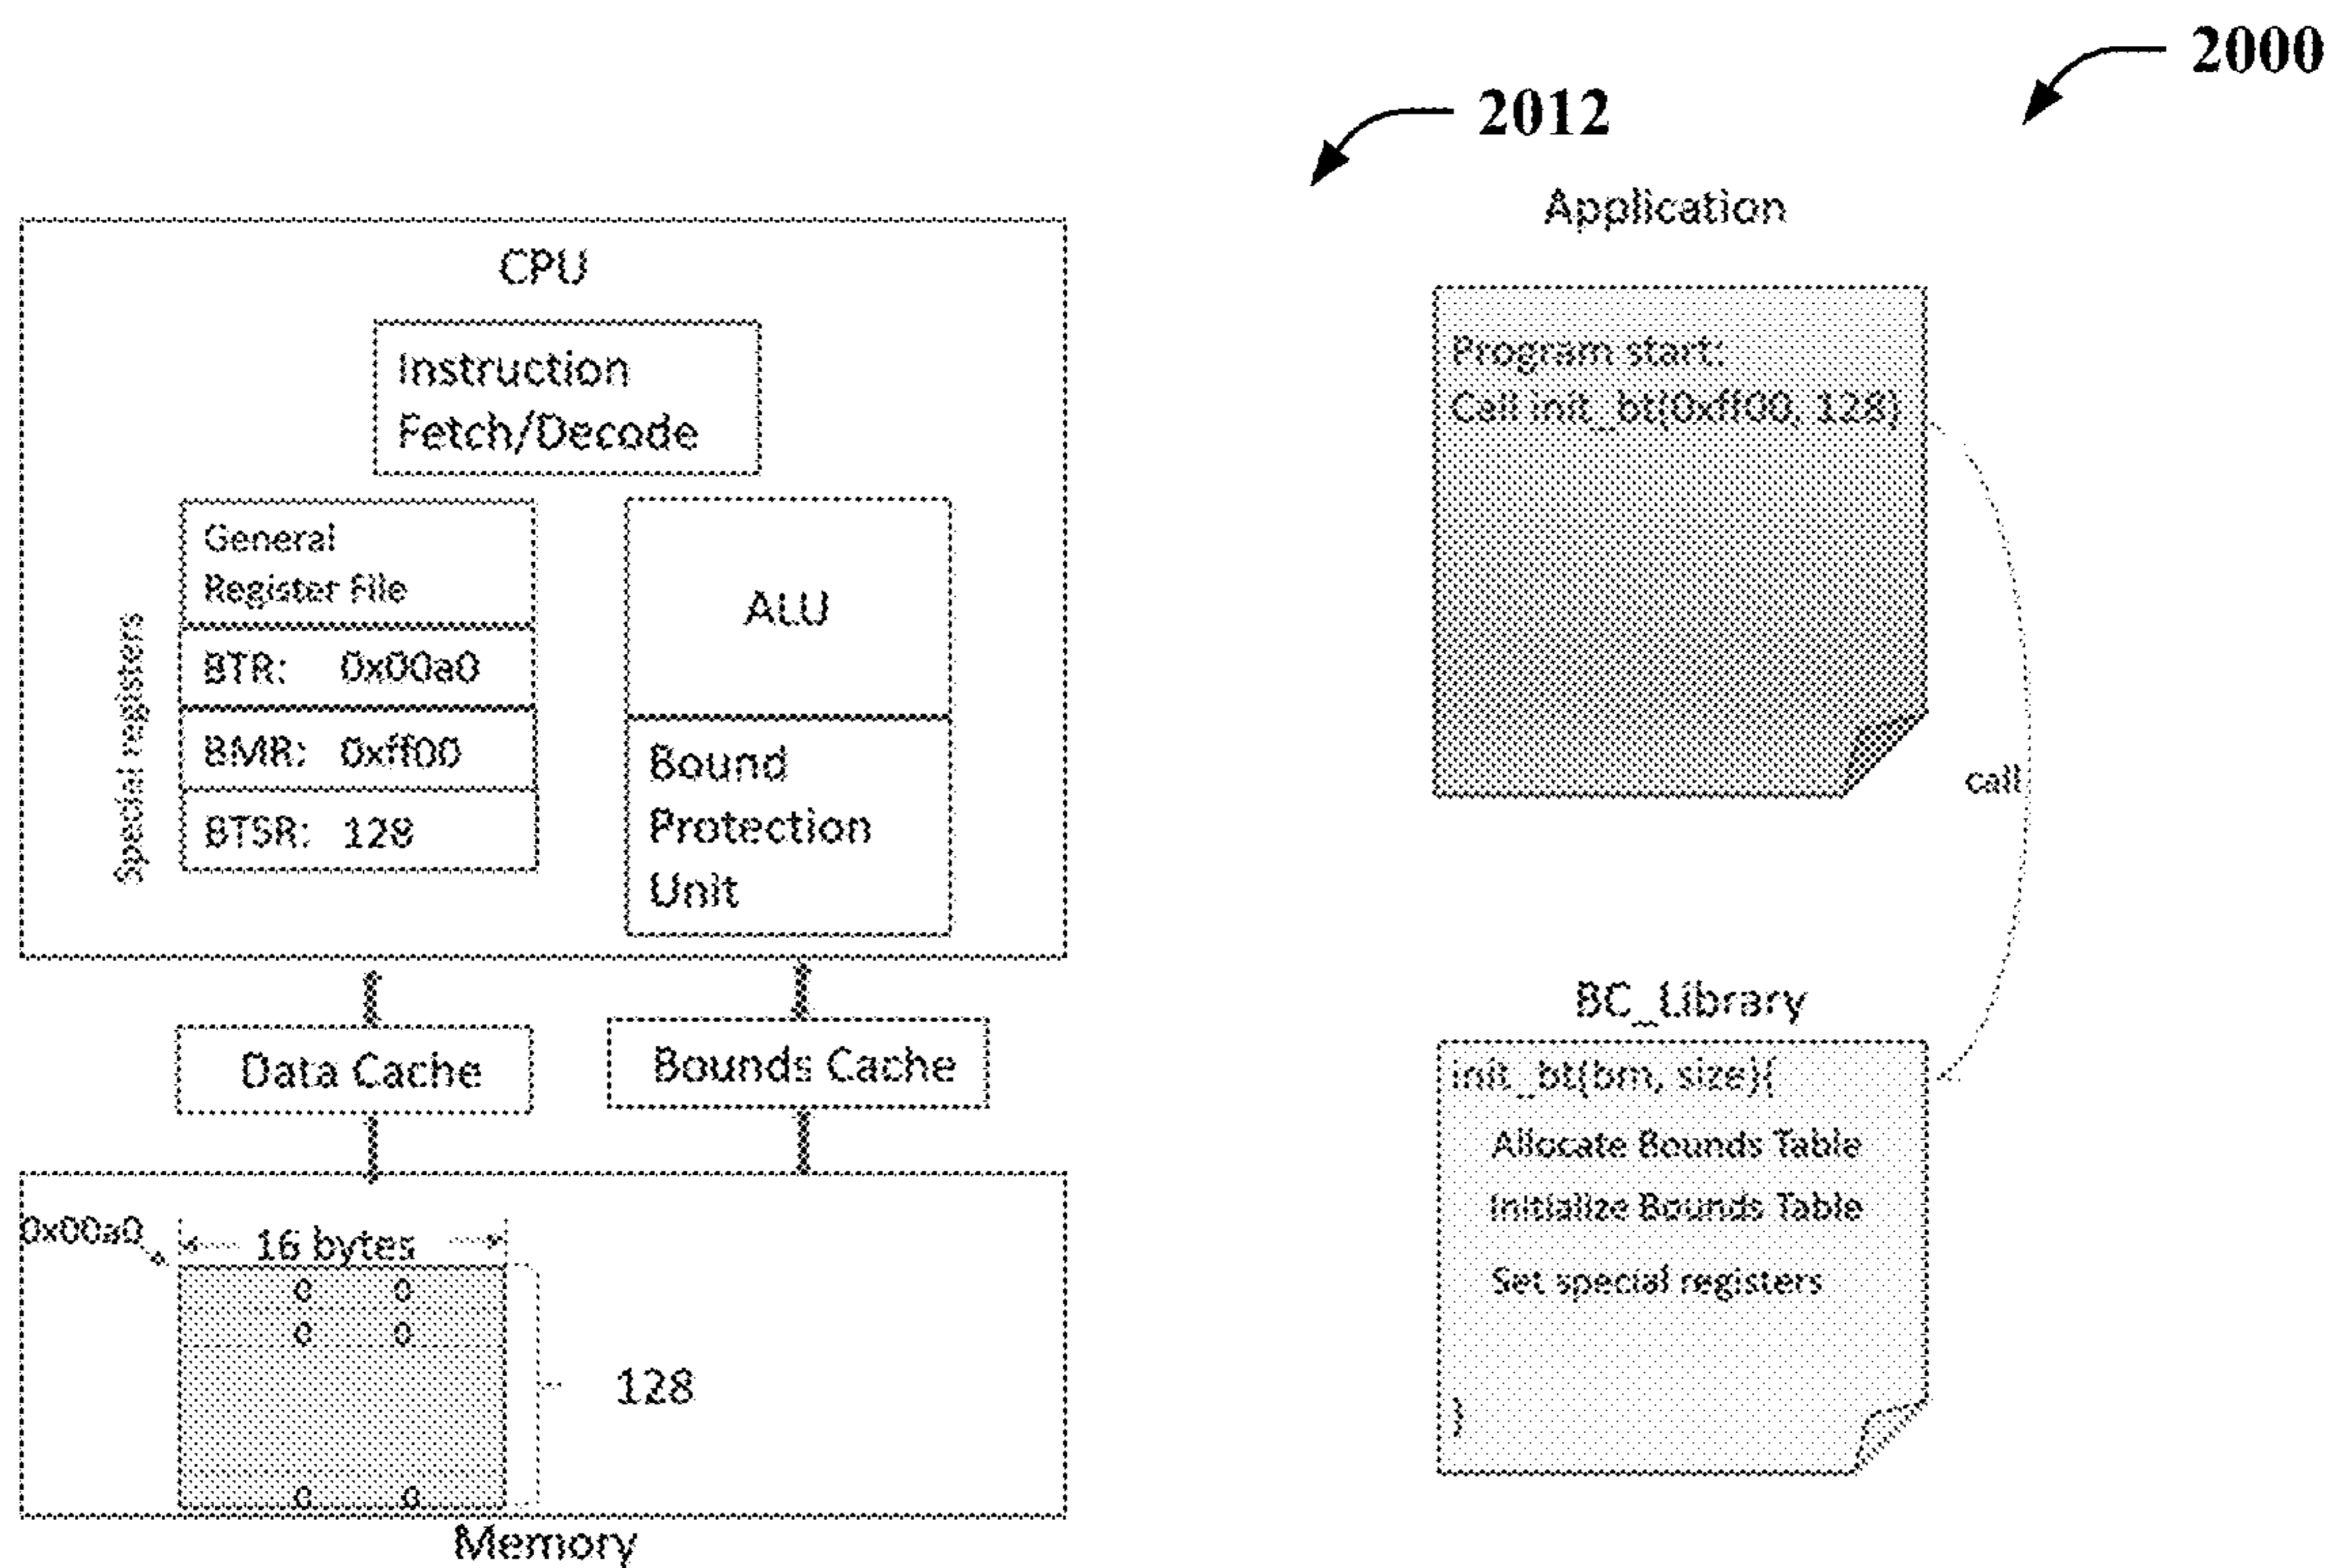 2000
2012
CPU
Instruction
Fetch/Decode
General
Register File
Special registers
BTR: 0x00a0
BMR: 0xff00
BTSR: 128
ALU
Bound
Protection
Unit
Data Cache
Bounds Cache
0x00a0
16 bytes
0 0
0 0
0 0
128
Memory
Application
Program start:
Call init_bt(0xff00, 128)
call
BC_Library
init_bt(bm, size){
Allocate Bounds Table
Initialize Bounds Table
Set special registers
}